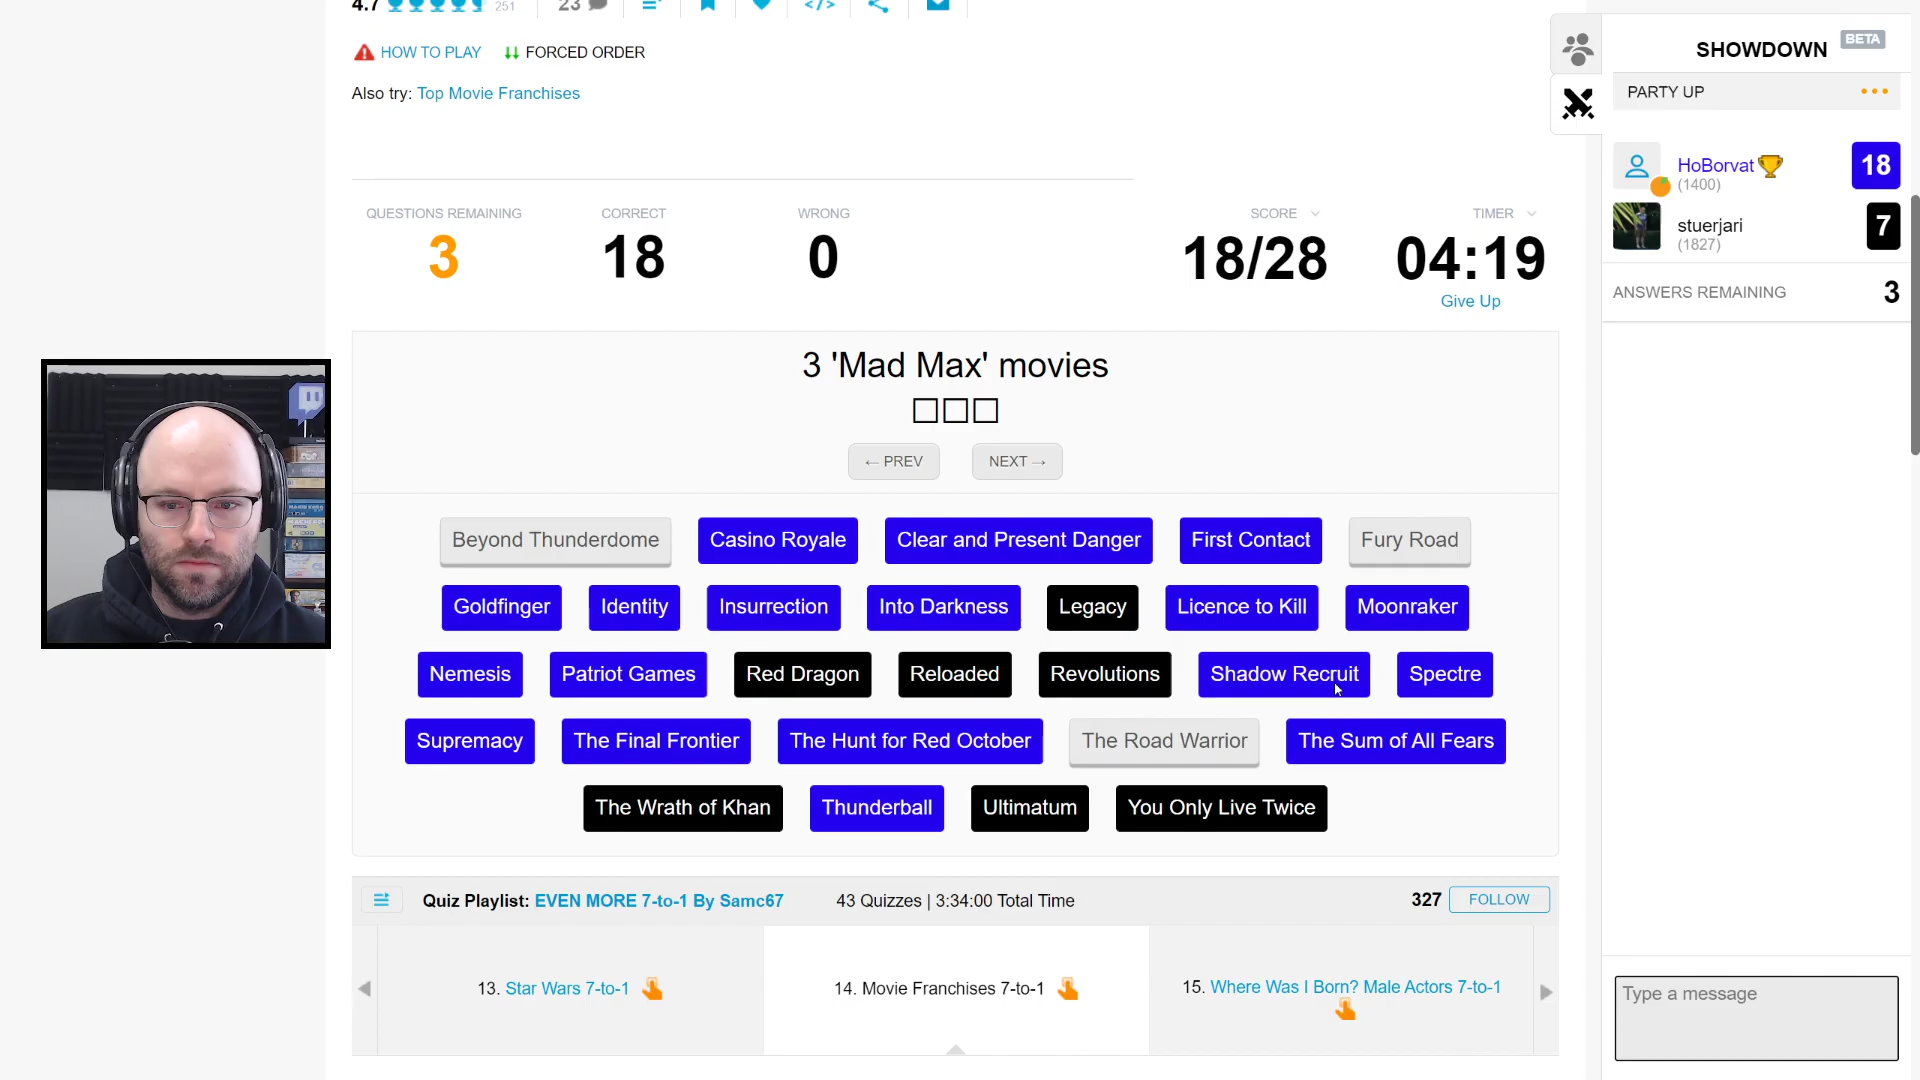 4.7 251 23 </>
HOW TO PLAY FORCED ORDER
Also try: Top Movie Franchises
QUESTIONS REMAINING CORRECT WRONG SCORE TIMER
3 18 0 18/28 04:19
Give Up
3 'Mad Max' movies
← PREV NEXT →
Beyond Thunderdome Casino Royale Clear and Present Danger First Contact Fury Road
Goldfinger Identity Insurrection Into Darkness Legacy Licence to Kill Moonraker
Nemesis Patriot Games Red Dragon Reloaded Revolutions Shadow Recruit Spectre
Supremacy The Final Frontier The Hunt for Red October The Road Warrior The Sum of All Fears
The Wrath of Khan Thunderball Ultimatum You Only Live Twice
Quiz Playlist: EVEN MORE 7-to-1 By Samc67 43 Quizzes | 3:34:00 Total Time 327 FOLLOW
13. Star Wars 7-to-1 14. Movie Franchises 7-to-1 15. Where Was I Born? Male Actors 7-to-1
SHOWDOWN BETA
PARTY UP
HoBorvat 18
(1400)
stuerjari 7
(1827)
ANSWERS REMAINING 3
Type a message